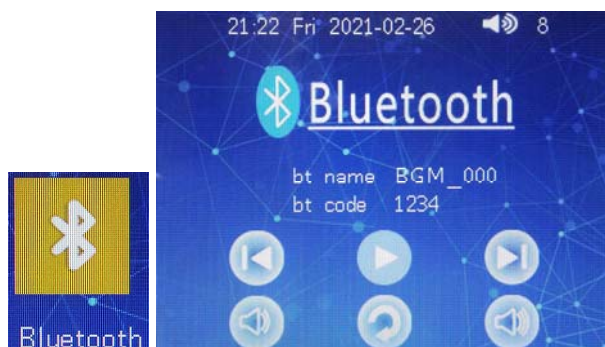 21:22 Fri 2021-02-26 8
Bluetooth
bt name BGM_000
bt code 1234
Bluetooth